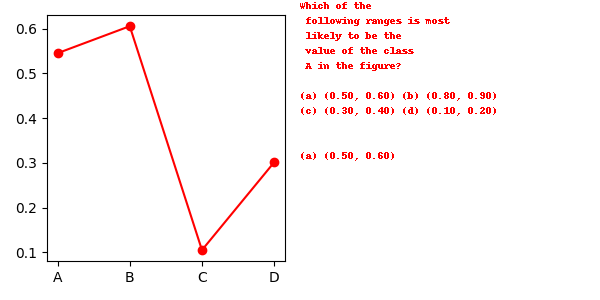 0.6
0.5
0.4
0.3
0.2
0.1
A B C D
Which of the
following ranges is most
likely to be the
value of the class
A in the figure?
(a) (0.50, 0.60) (b) (0.80, 0.90)
(c) (0.30, 0.40) (d) (0.10, 0.20)
(a) (0.50, 0.60)